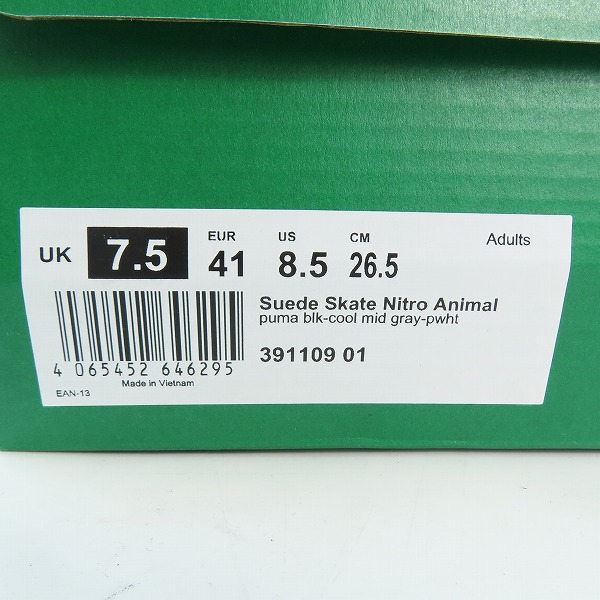 UK 7.5 EUR 41 US 8.5 CM 26.5 Adults
Suede Skate Nitro Animal
puma blk-cool mid gray-pwht
391109 01
4 065452 646295
Made in Vietnam
EAN-13